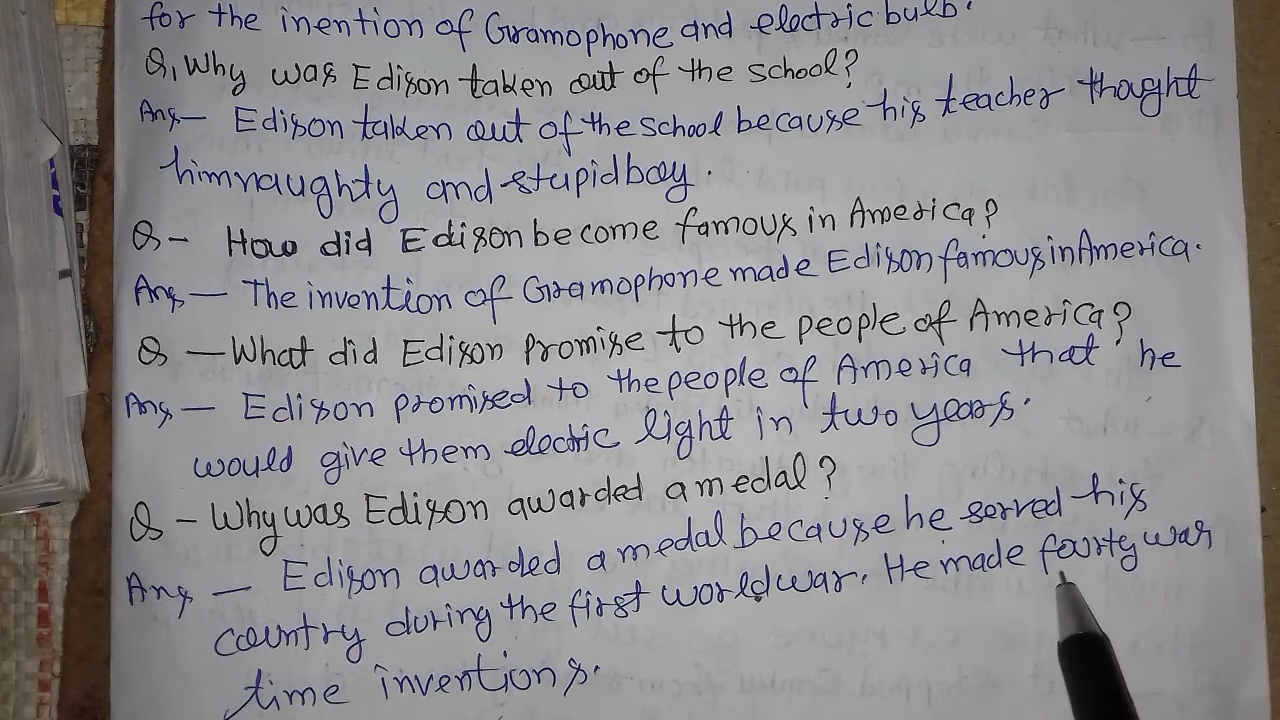 for the inention of Gramophone and electric bulb.
Q, Why was Edison taken out of the school?
Ans- Edison taken out of the school because his teacher thought
him naughty and stupid boy.
Q- How did Edison become famous in America?
Ans- The invention of Gramophone made Edison famous in America.
Q - What did Edison promise to the people of America?
Ans- Edison promised to the people of America that he
would give them electric light in two years.
Q - Why was Edison awarded a medal?
Ans - Edison awarded a medal because he served his
country during the first world war. He made fourty war
time inventions.